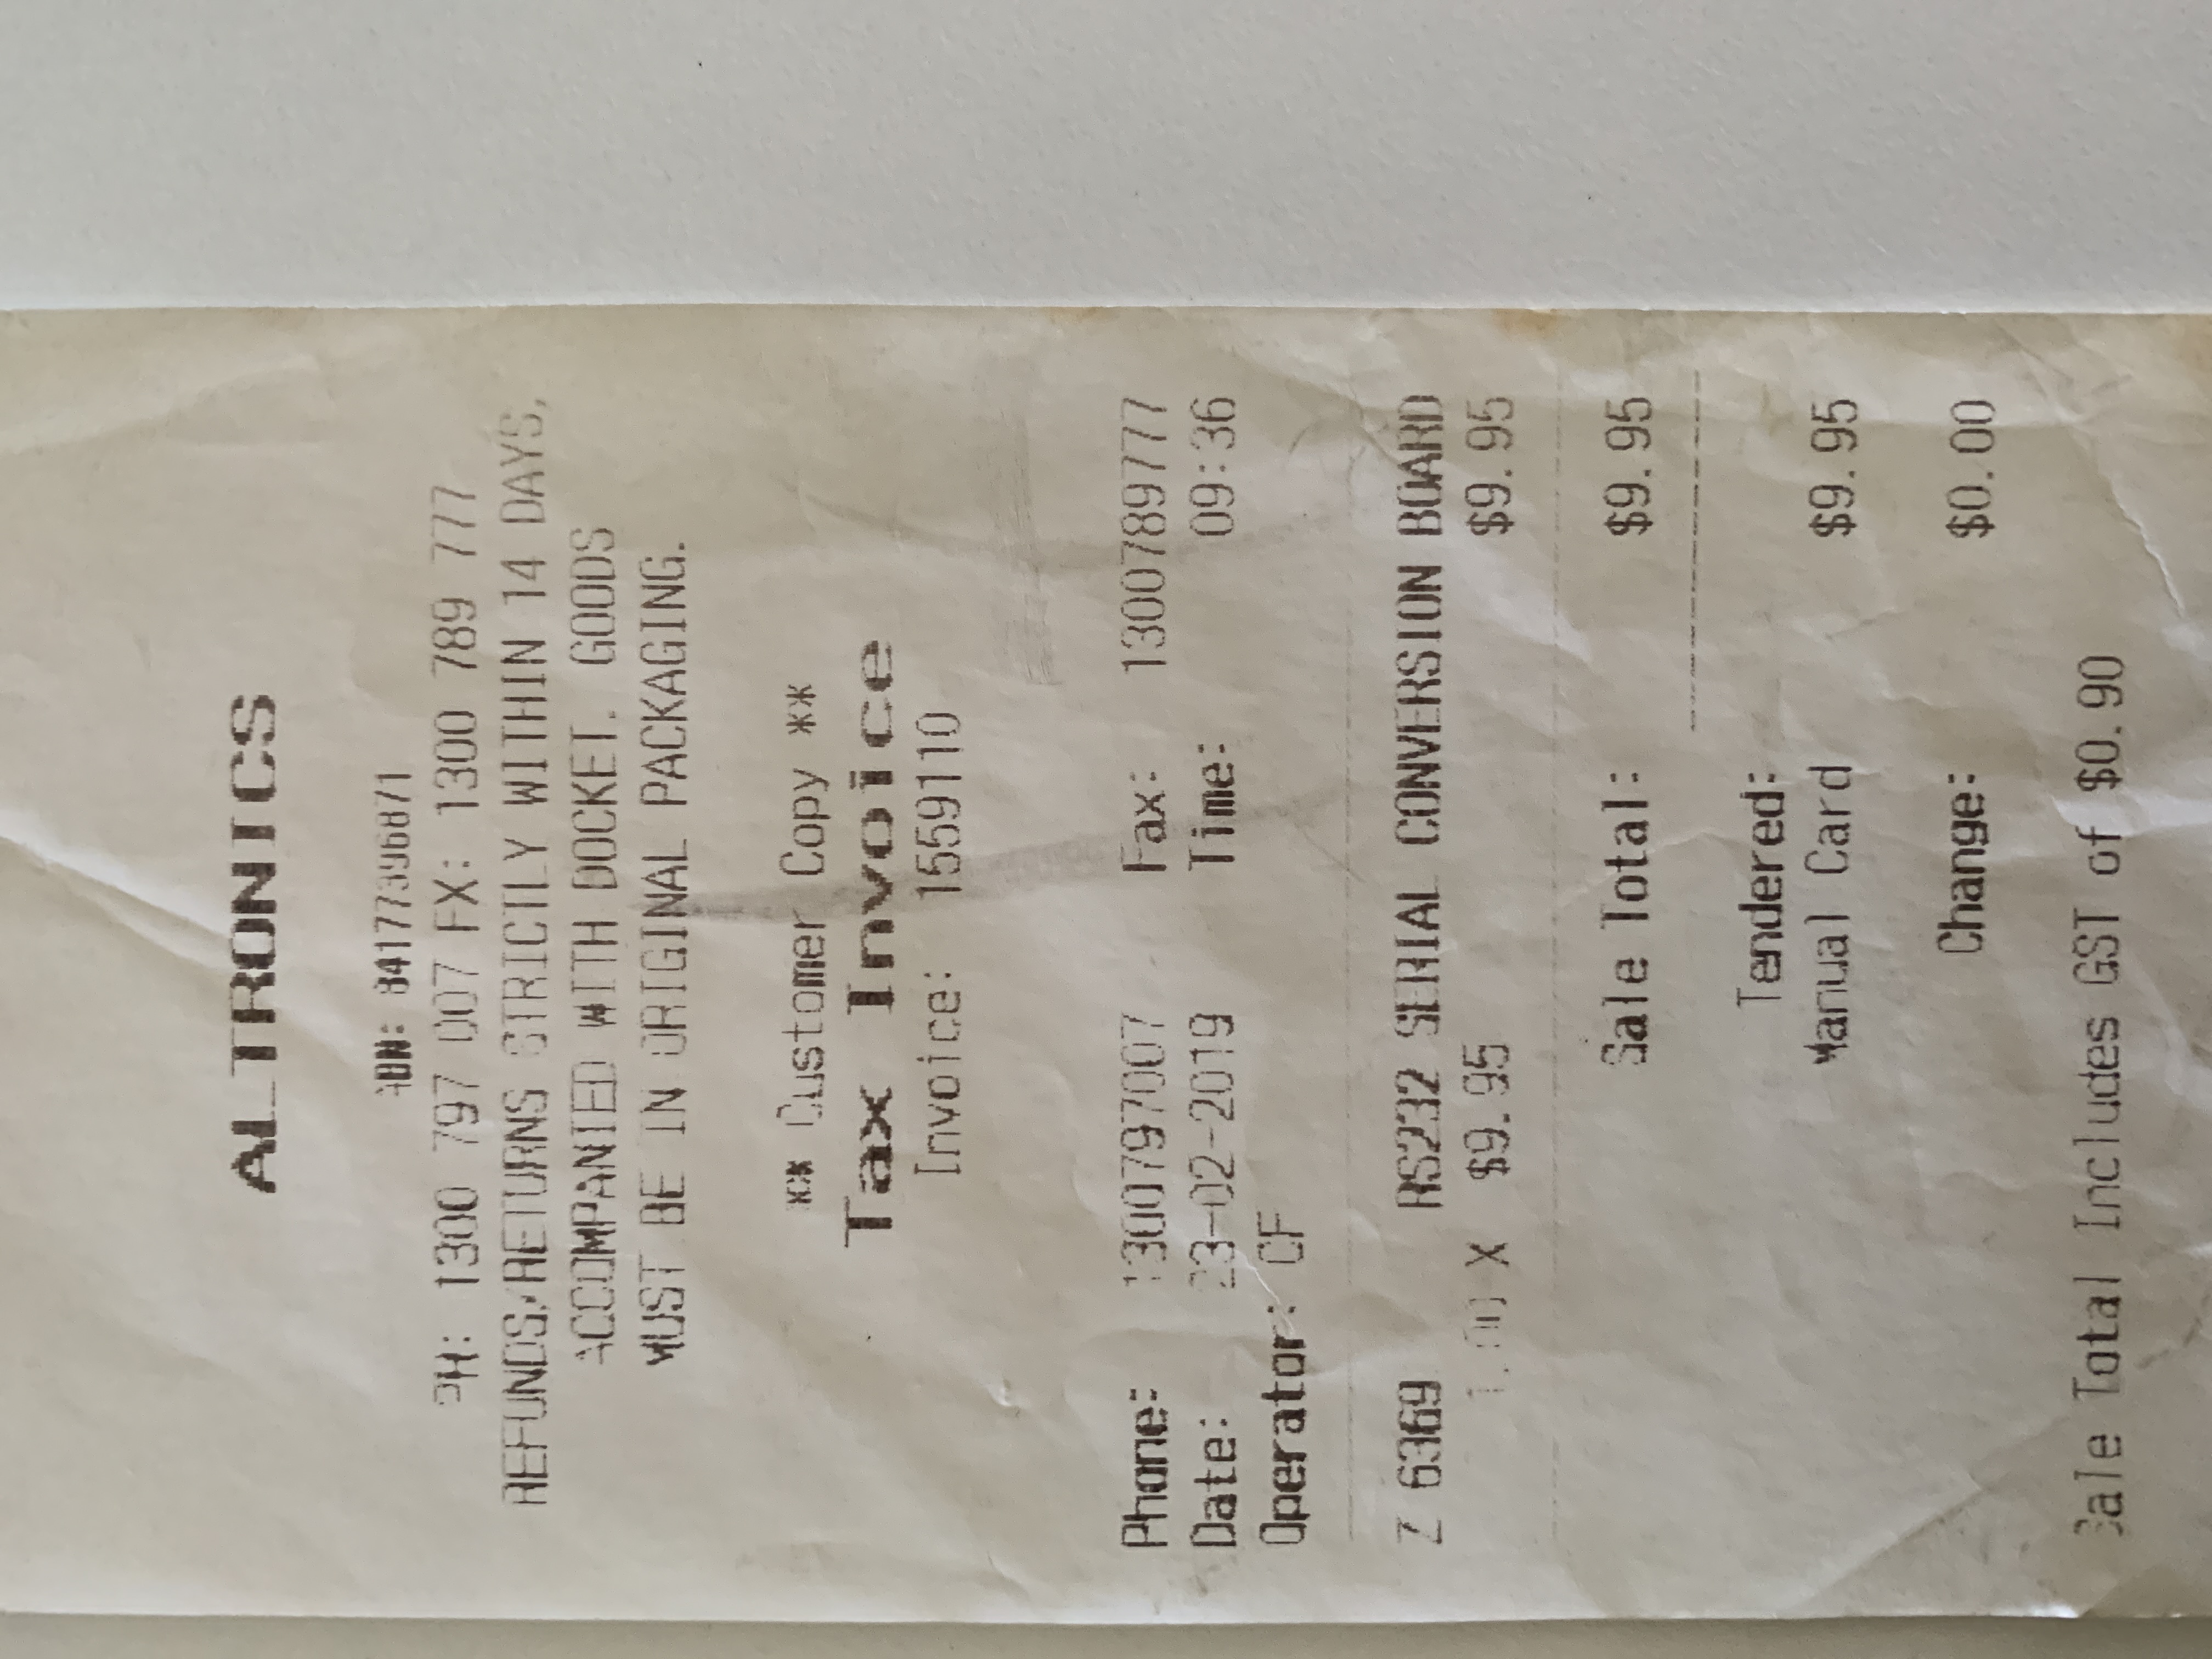 ALTRONICS
ABN: 84177396871
PH: 1300 797 007 FX: 1300 789 777
REFUNDS/RETURNS STRICTLY WITHIN 14 DAYS,
ACCOMPANIED WITH DOCKET. GOODS
MUST BE IN ORIGINAL PACKAGING.
** Customer Copy **
Tax Invoice
Invoice: 1559110
Phone: 1300797007 Fax: 1300789777
Date: 23-02-2019 Time: 09:36
Operator: CF
Z 6369 RS232 SERIAL CONVERSION BOARD
1.00 X $9.95 $9.95
Sale Total: $9.95
Tendered:
Manual Card $9.95
Change: $0.00
Sale Total Includes GST of $0.90